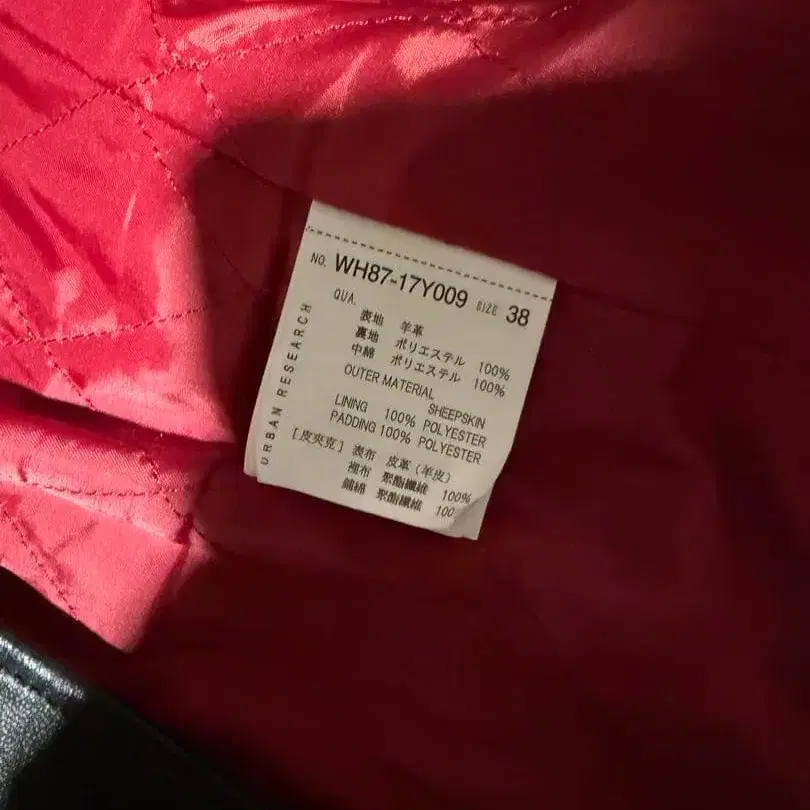 NO. WH87-17Y009 SIZE 38
QUA.
表地 羊革
裏地 ポリエステル 100%
中綿 ポリエステル 100%
OUTER MATERIAL
SHEEPSKIN
LINING 100% POLYESTER
PADDING 100% POLYESTER
[皮夾克] 表布 皮革(羊皮)
裡布 聚酯纖維 100%
鋪綿 聚酯纖維 100
URBAN RESEARCH